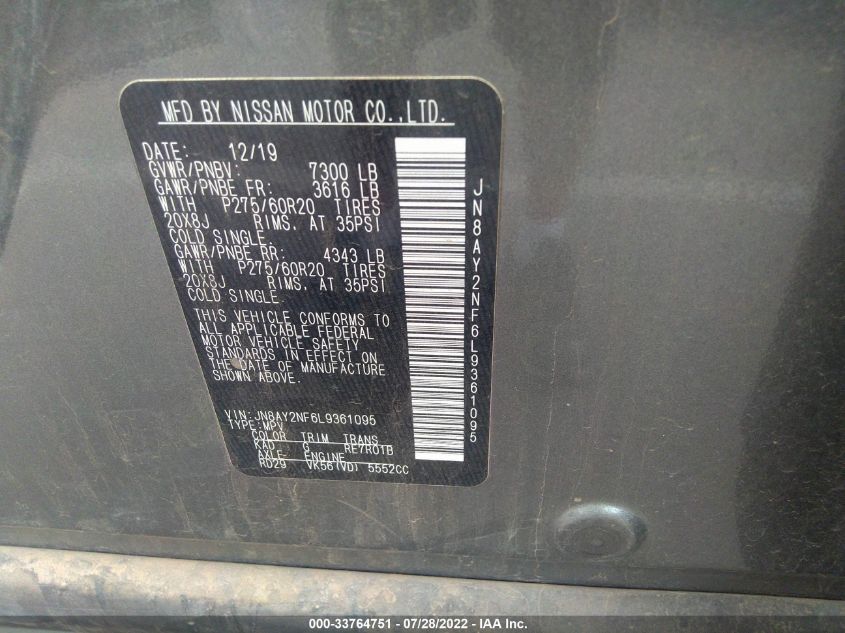 MFD BY NISSAN MOTOR CO.,LTD.
DATE: 12/19
GVWR/PNBV: 7300 LB
GAWR/PNBE FR: 3616 LB
WITH P275/60R20 TIRES
20X8J RIMS. AT 35PSI
COLD SINGLE.
GAWR/PNBE RR: 4343 LB
WITH P275/60R20 TIRES
20X8J RIMS. AT 35PSI
COLD SINGLE.
THIS VEHICLE CONFORMS TO
ALL APPLICABLE FEDERAL
MOTOR VEHICLE SAFETY
STANDARDS IN EFFECT ON
THE DATE OF MANUFACTURE
SHOWN ABOVE.
VIN:JN8AY2NF6L9361095
TYPE:MPV
COLOR TRIM TRANS
KAD G RE7R01B
AXLE ENGINE
RD29 VK56(VD) 5552CC
JN8AY2NF6L9361095
000-33764751 / 07/28/2022 - IAA Inc.